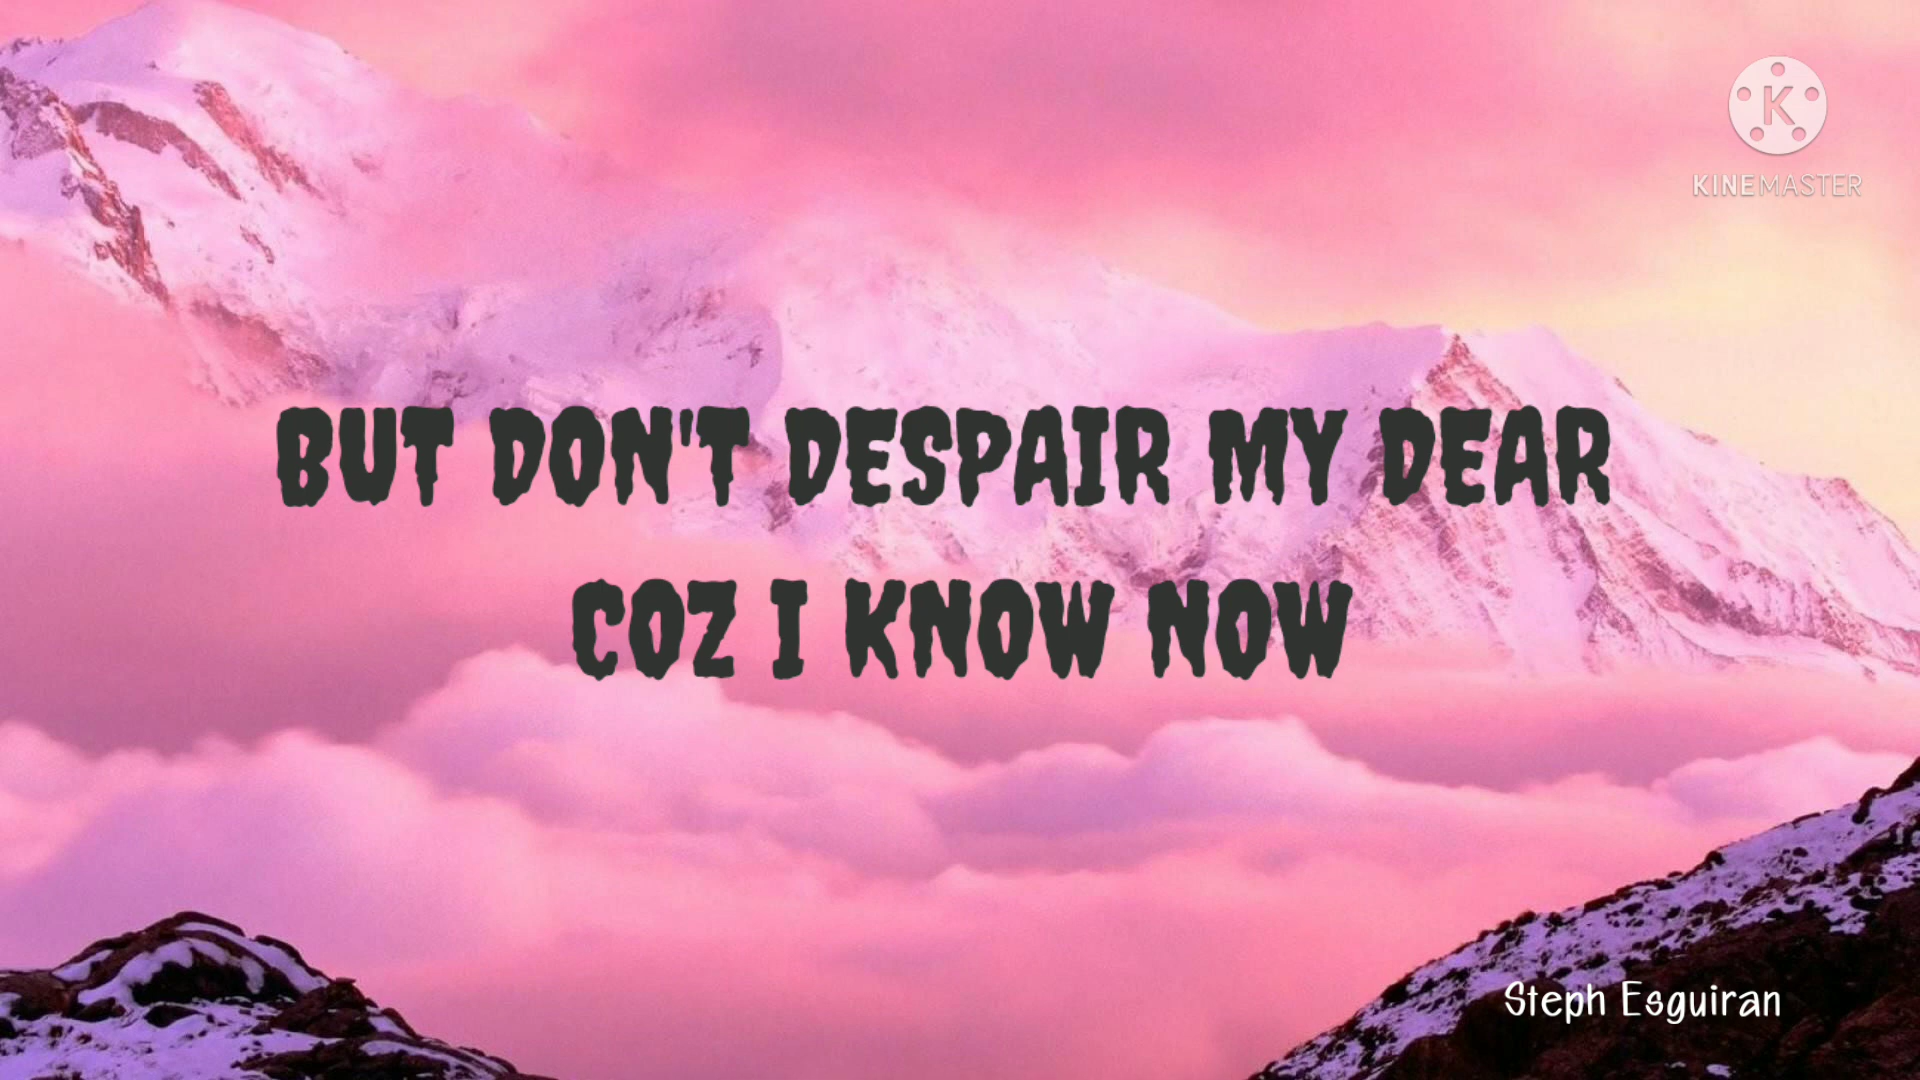 K
KINEMASTER
BUT DON'T DESPAIR MY DEAR
COZ I KNOW NOW
Steph Esguiran